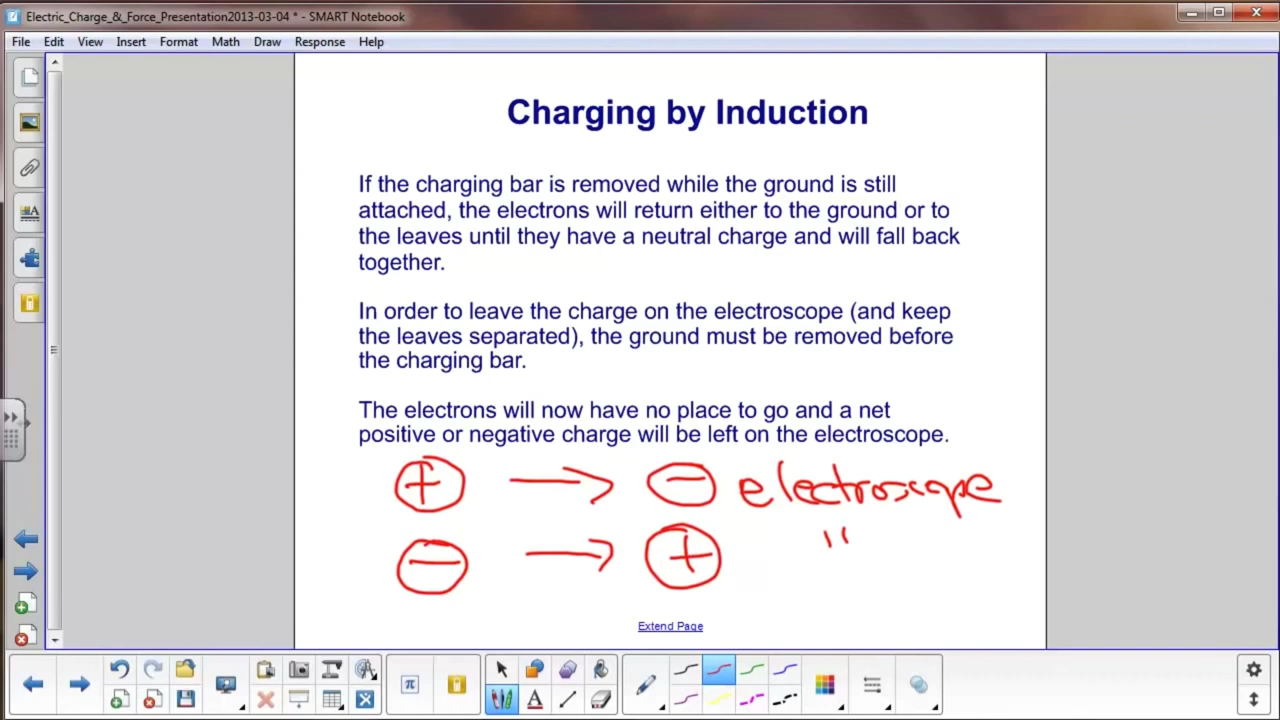 Electric_Charge_&_Force_Presentation2013-03-04 * - SMART Notebook
File Edit View Insert Format Math Draw Response Help
Charging by Induction
If the charging bar is removed while the ground is still
attached, the electrons will return either to the ground or to
the leaves until they have a neutral charge and will fall back
together.
In order to leave the charge on the electroscope (and keep
the leaves separated), the ground must be removed before
the charging bar.
The electrons will now have no place to go and a net
positive or negative charge will be left on the electroscope.
+ → − electroscope
− → + "
Extend Page